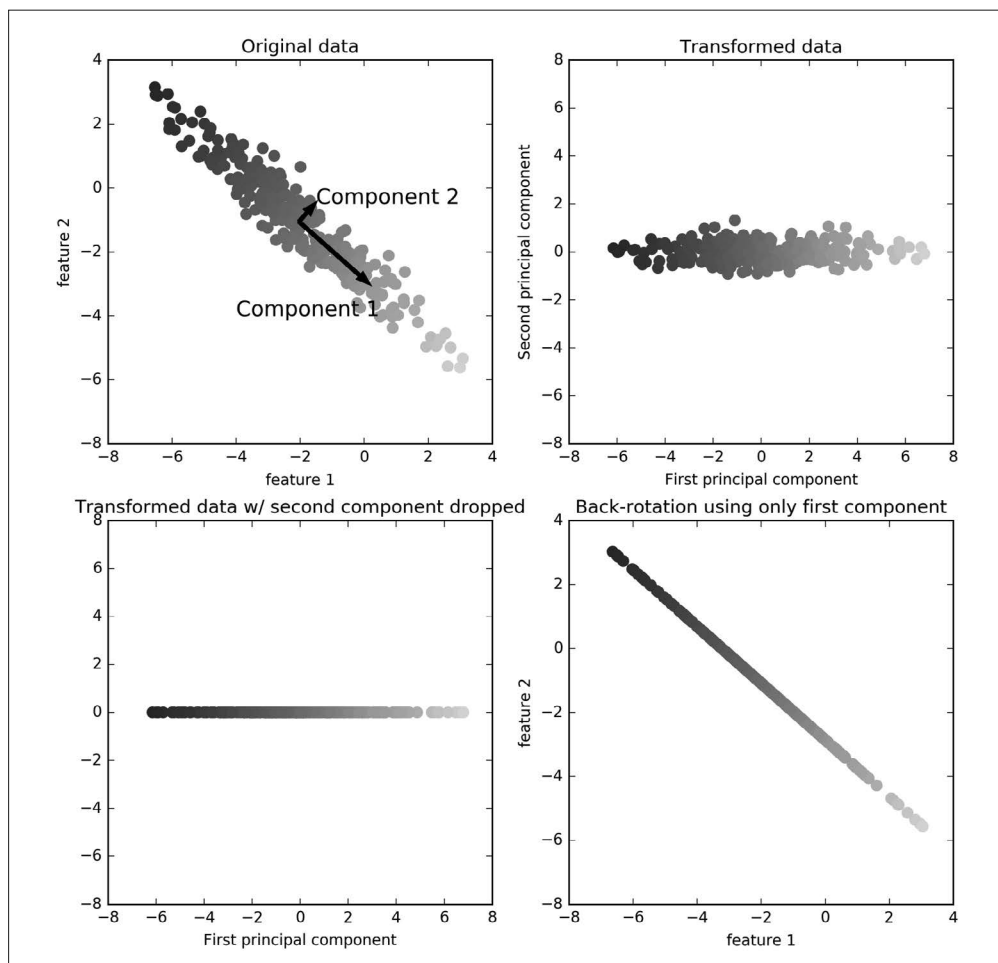 Original data
4
2
0
−2
−4
−6
−8
feature 2
Component 2
Component 1
−8 −6 −4 −2 0 2 4
feature 1
Transformed data
8
6
4
2
0
−2
−4
−6
−8
Second principal component
−8 −6 −4 −2 0 2 4 6 8
First principal component
Transformed data w/ second component dropped
8
6
4
2
0
−2
−4
−6
−8
−8 −6 −4 −2 0 2 4 6 8
First principal component
Back-rotation using only first component
4
2
0
−2
−4
−6
−8
feature 2
−8 −6 −4 −2 0 2 4
feature 1